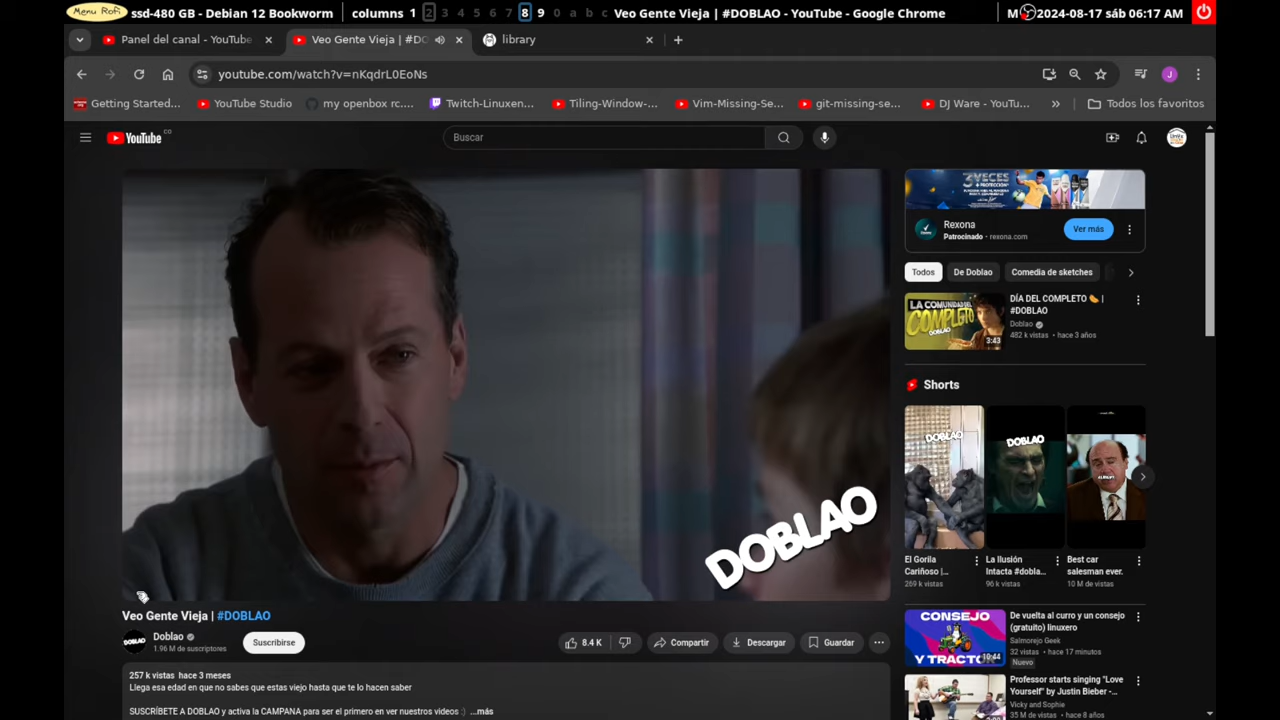 Menu Rofi
ssd-480 GB - Debian 12 Bookworm
columns 1 2 3 4 5 6 7 8 9 0 a b c
Veo Gente Vieja | #DOBLAO - YouTube - Google Chrome
2024-08-17 sáb 06:17 AM
Panel del canal - YouTube
Veo Gente Vieja | #DO
library
youtube.com/watch?v=nKqdrL0EoNs
J
Getting Started...
YouTube Studio
my openbox rc....
Twitch-Linuxen...
Tiling-Window-...
Vim-Missing-Se...
git-missing-se...
DJ Ware - YouTu...
»
Todos los favoritos
YouTube CO
Buscar
DOBLAO
Rexona
Patrocinado • rexona.com
Ver más
Todos
De Doblao
Comedia de sketches
LA COMUNIDAD DEL
COMPLETO
DOBLAO
3:43
DÍA DEL COMPLETO 🌭 |
#DOBLAO
Doblao
482 k vistas • hace 3 años
Shorts
DOBLAO
DOBLAO
El Gorila
Cariñoso |...
269 k vistas
La Ilusión
Intacta #dobla...
96 k vistas
Best car
salesman ever.
10 M de vistas
Veo Gente Vieja | #DOBLAO
DOBLAO
Doblao
1.96 M de suscriptores
Suscribirse
8.4 K
Compartir
Descargar
Guardar
257 k vistas hace 3 meses
Llega esa edad en que no sabes que estas viejo hasta que te lo hacen saber
SUSCRÍBETE A DOBLAO y activa la CAMPANA para ser el primero en ver nuestros videos :) ...más
CONSEJO
Y TRACTO
10:44
De vuelta al curro y un consejo
(gratuito) linuxero
Salmorejo Geek
32 vistas • hace 17 minutos
Nuevo
Professor starts singing "Love
Yourself" by Justin Bieber -...
Vicky and Sophie
35 M de vistas • hace 8 años